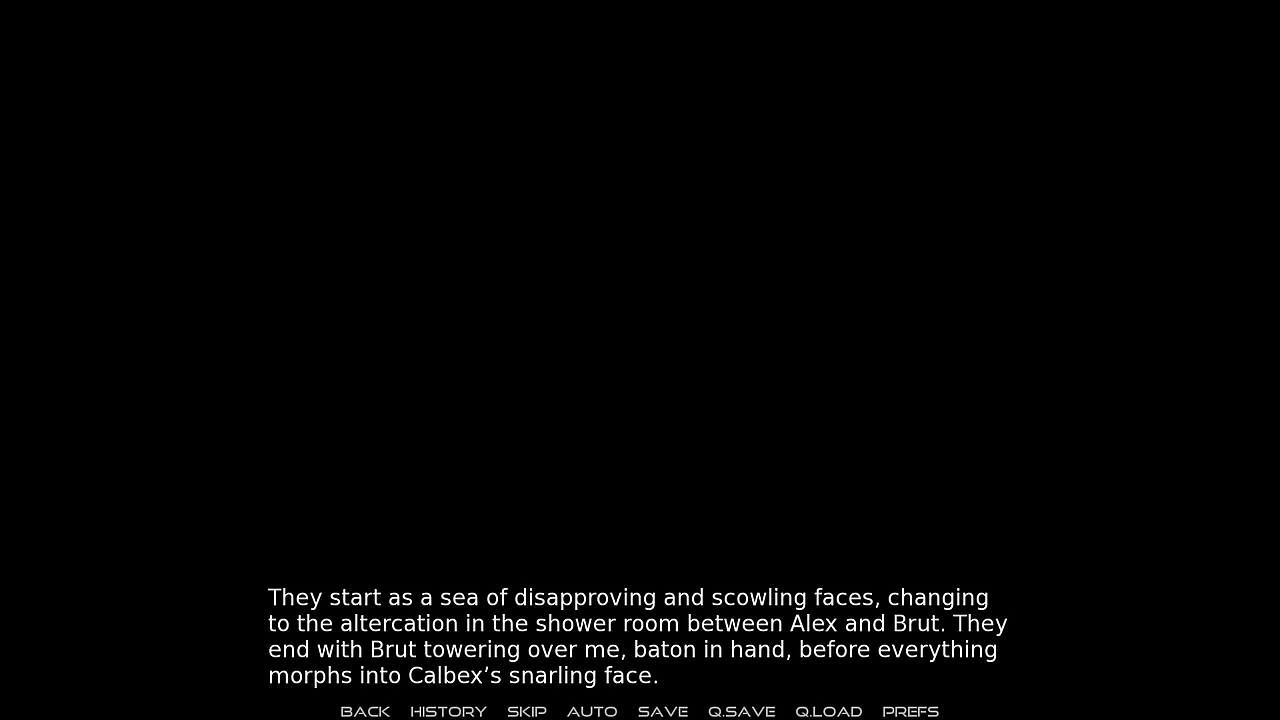 They start as a sea of disapproving and scowling faces, changing
to the altercation in the shower room between Alex and Brut. They
end with Brut towering over me, baton in hand, before everything
morphs into Calbex’s snarling face.
BACK HISTORY SKIP AUTO SAVE Q.SAVE Q.LOAD PREFS